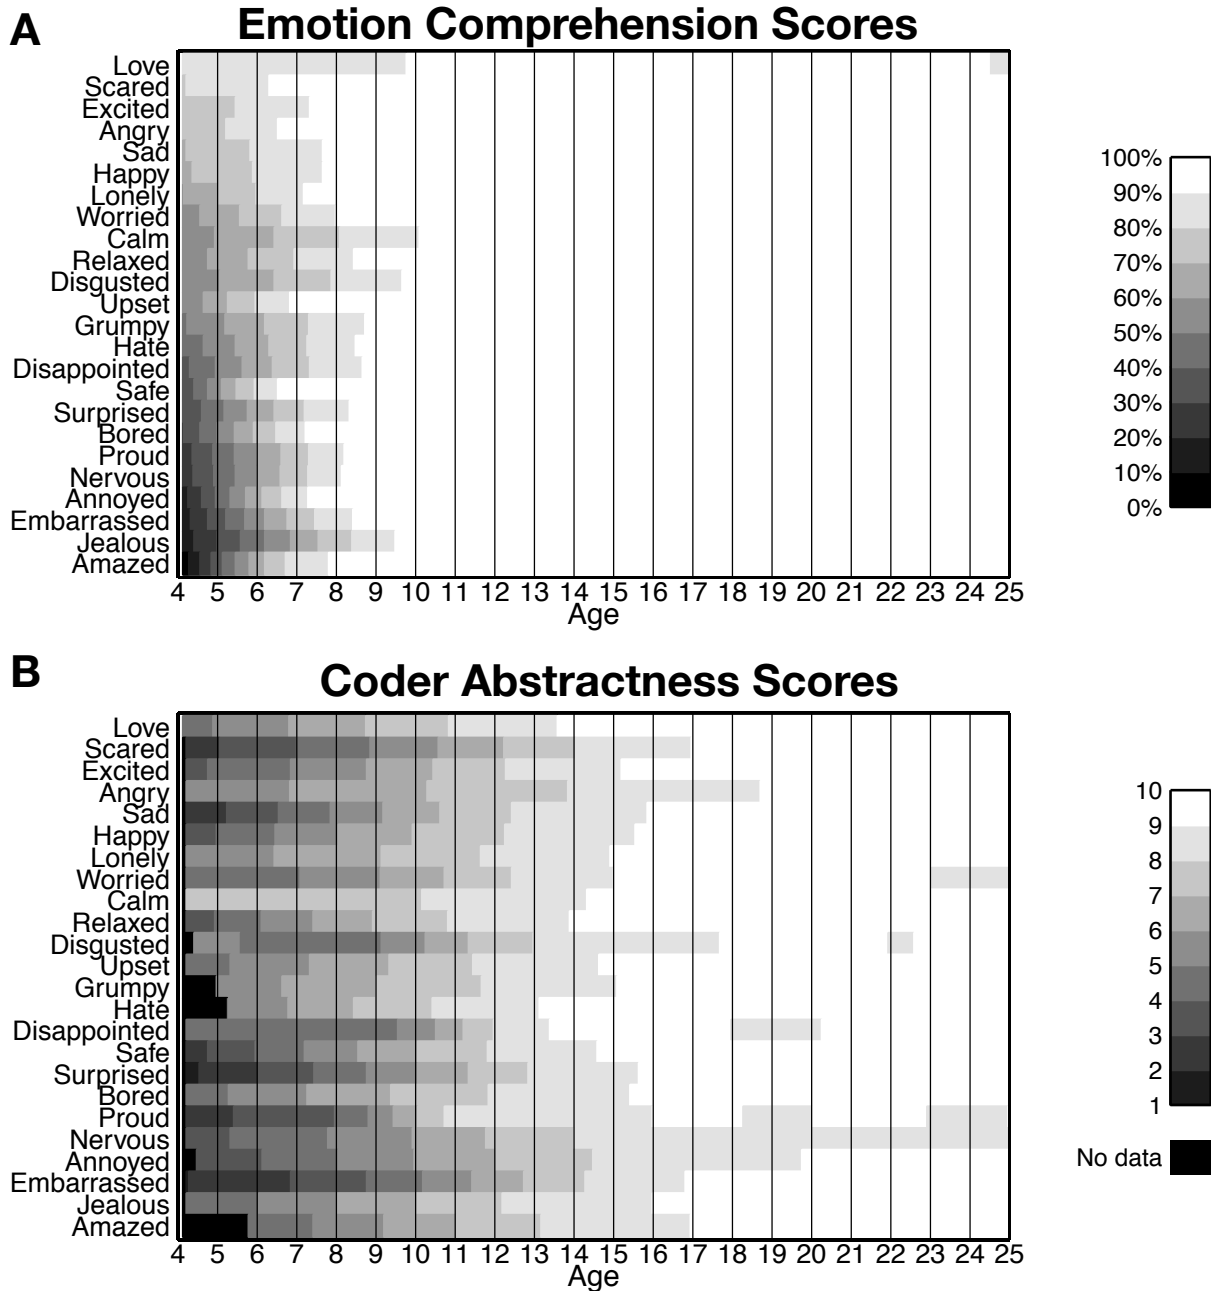 A
Emotion Comprehension Scores
Love
Scared
Excited
Angry
Sad
Happy
Lonely
Worried
Calm
Relaxed
Disgusted
Upset
Grumpy
Hate
Disappointed
Safe
Surprised
Bored
Proud
Nervous
Annoyed
Embarrassed
Jealous
Amazed
4 5 6 7 8 9 10 11 12 13 14 15 16 17 18 19 20 21 22 23 24 25
Age
100%
90%
80%
70%
60%
50%
40%
30%
20%
10%
0%
B
Coder Abstractness Scores
Love
Scared
Excited
Angry
Sad
Happy
Lonely
Worried
Calm
Relaxed
Disgusted
Upset
Grumpy
Hate
Disappointed
Safe
Surprised
Bored
Proud
Nervous
Annoyed
Embarrassed
Jealous
Amazed
4 5 6 7 8 9 10 11 12 13 14 15 16 17 18 19 20 21 22 23 24 25
Age
10
9
8
7
6
5
4
3
2
1
No data